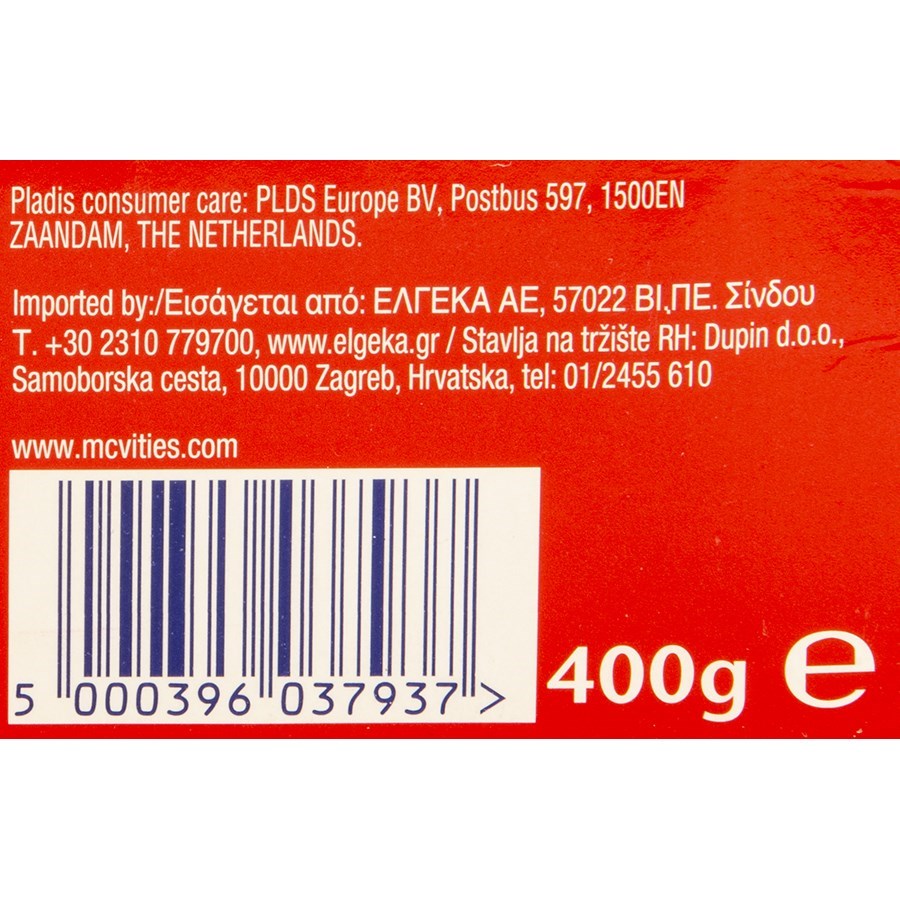 Pladis consumer care: PLDS Europe BV, Postbus 597, 1500EN
ZAANDAM, THE NETHERLANDS.
Imported by:/Εισάγεται από: ΕΛΓΕΚΑ ΑΕ, 57022 ΒΙ.ΠΕ. Σίνδου
T. +30 2310 779700, www.elgeka.gr / Stavlja na tržište RH: Dupin d.o.o.,
Samoborska cesta, 10000 Zagreb, Hrvatska, tel: 01/2455 610
www.mcvities.com
5 000396 037937 >
400g e